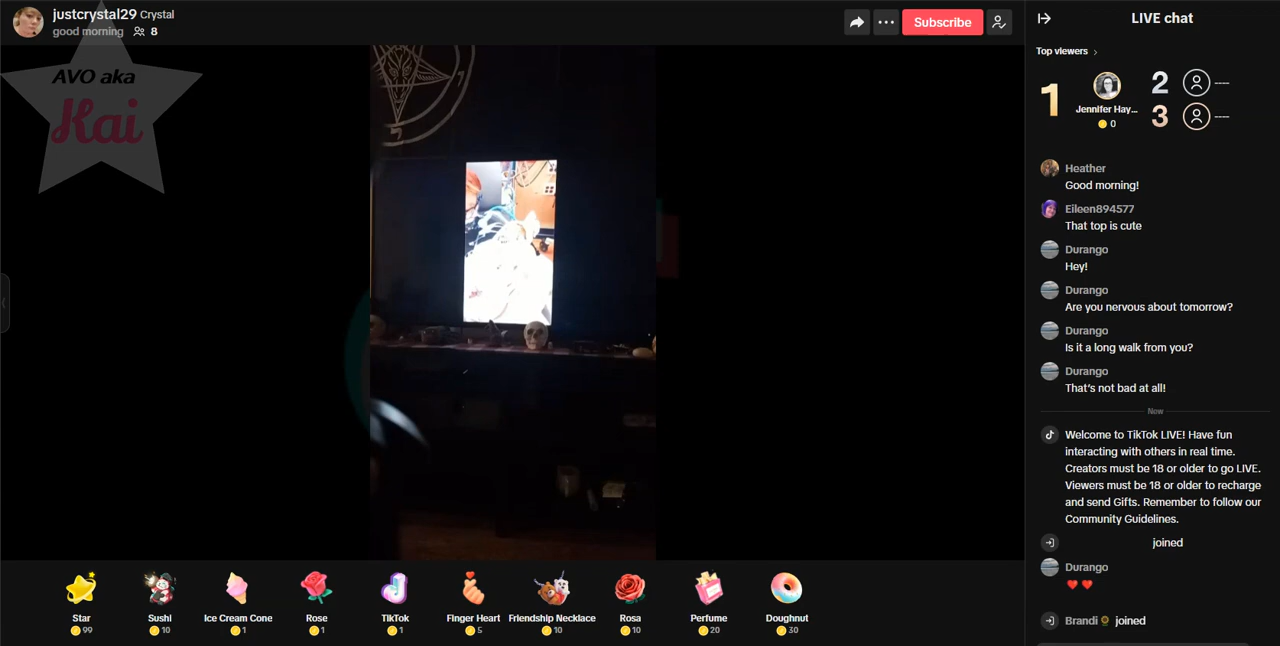 justcrystal29 Crystal
good morning 8
Subscribe
LIVE chat
AVO aka
Kai
Top viewers
1
Jennifer Hay...
0
2 ----
3 ----
Heather
Good morning!
Eileen894577
That top is cute
Durango
Hey!
Durango
Are you nervous about tomorrow?
Durango
Is it a long walk from you?
Durango
That's not bad at all!
Now
Welcome to TikTok LIVE! Have fun
interacting with others in real time.
Creators must be 18 or older to go LIVE.
Viewers must be 18 or older to recharge
and send Gifts. Remember to follow our
Community Guidelines.
joined
Durango
Brandi joined
Star
99
Sushi
10
Ice Cream Cone
1
Rose
1
TikTok
1
Finger Heart
5
Friendship Necklace
10
Rosa
10
Perfume
20
Doughnut
30